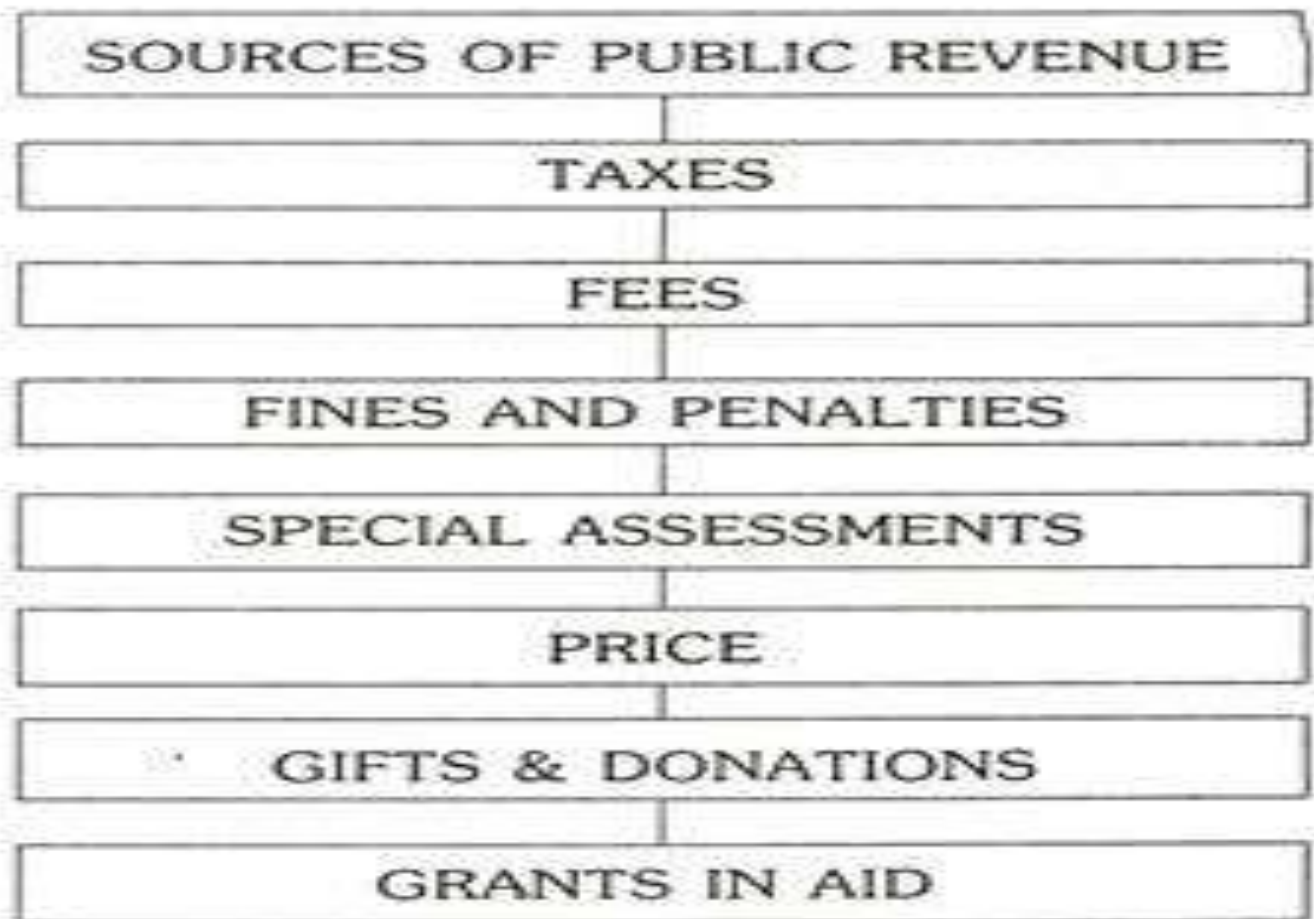 SOURCES OF PUBLIC REVENUE
TAXES
FEES
FINES AND PENALTIES
SPECIAL ASSESSMENTS
PRICE
GIFTS & DONATIONS
GRANTS IN AID